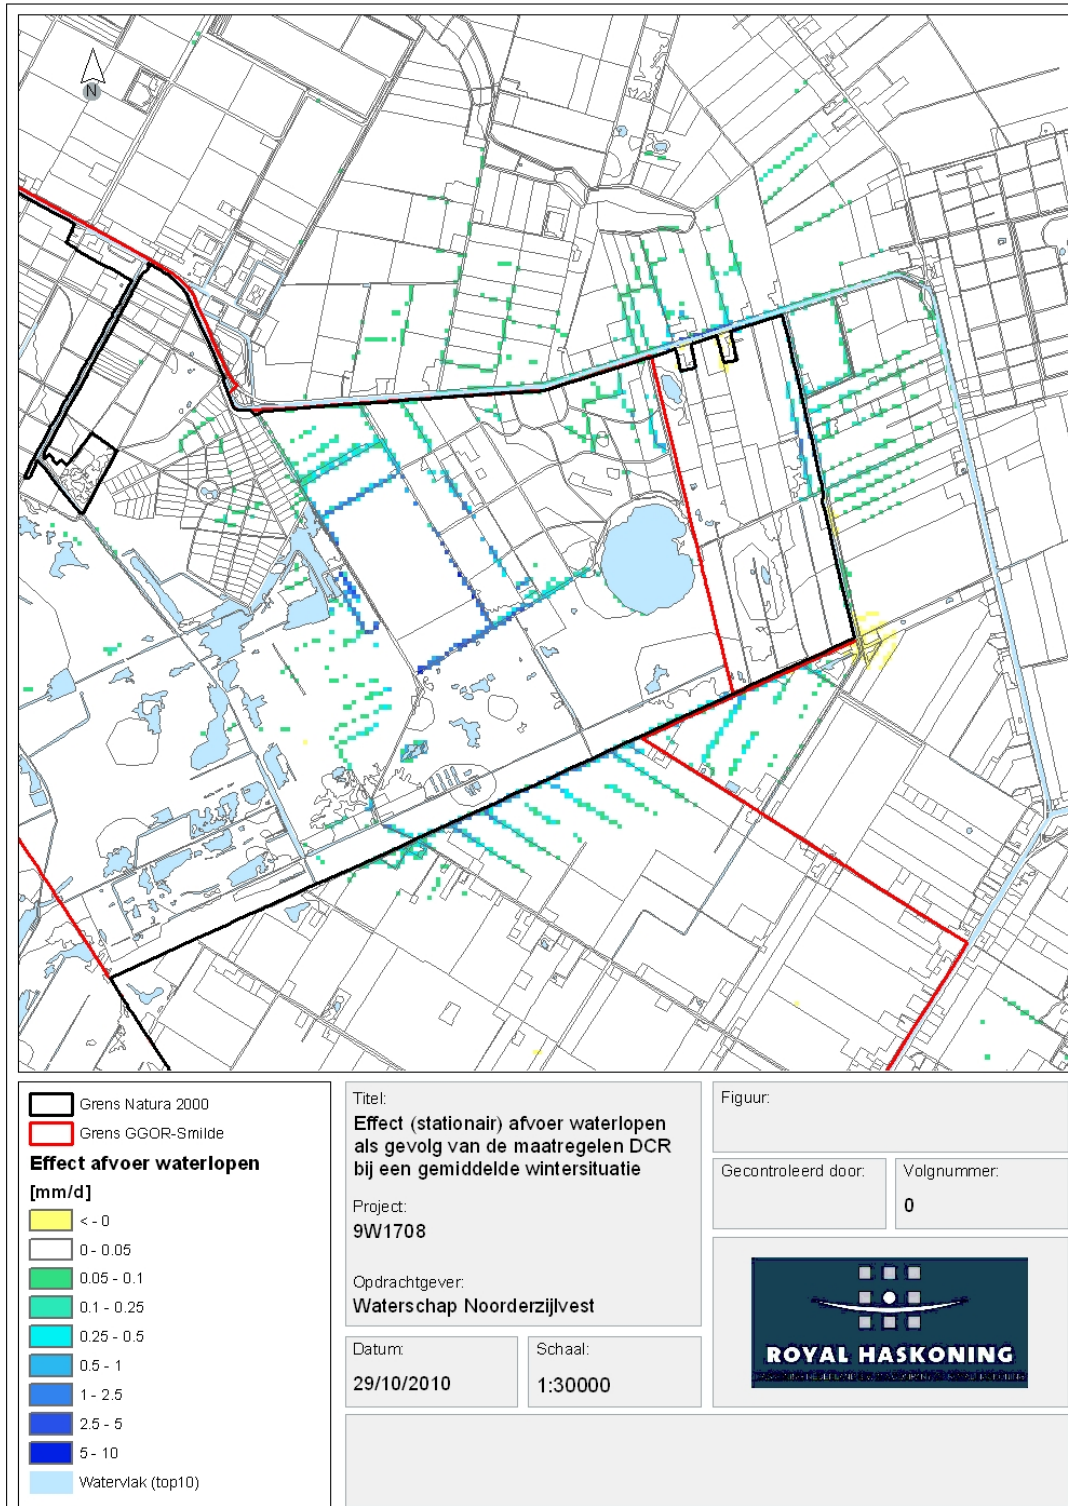 N
Grens Natura 2000
Grens GGOR-Smilde
Effect afvoer waterlopen
[mm/d]
< - 0
0 - 0.05
0.05 - 0.1
0.1 - 0.25
0.25 - 0.5
0.5 - 1
1 - 2.5
2.5 - 5
5 - 10
Watervlak (top10)
Titel:
Effect (stationair) afvoer waterlopen
als gevolg van de maatregelen DCR
bij een gemiddelde wintersituatie
Project:
9W1708
Opdrachtgever:
Waterschap Noorderzijlvest
Datum:
29/10/2010
Schaal:
1:30000
Figuur:
Gecontroleerd door:
Volgnummer:
0
ROYAL HASKONING